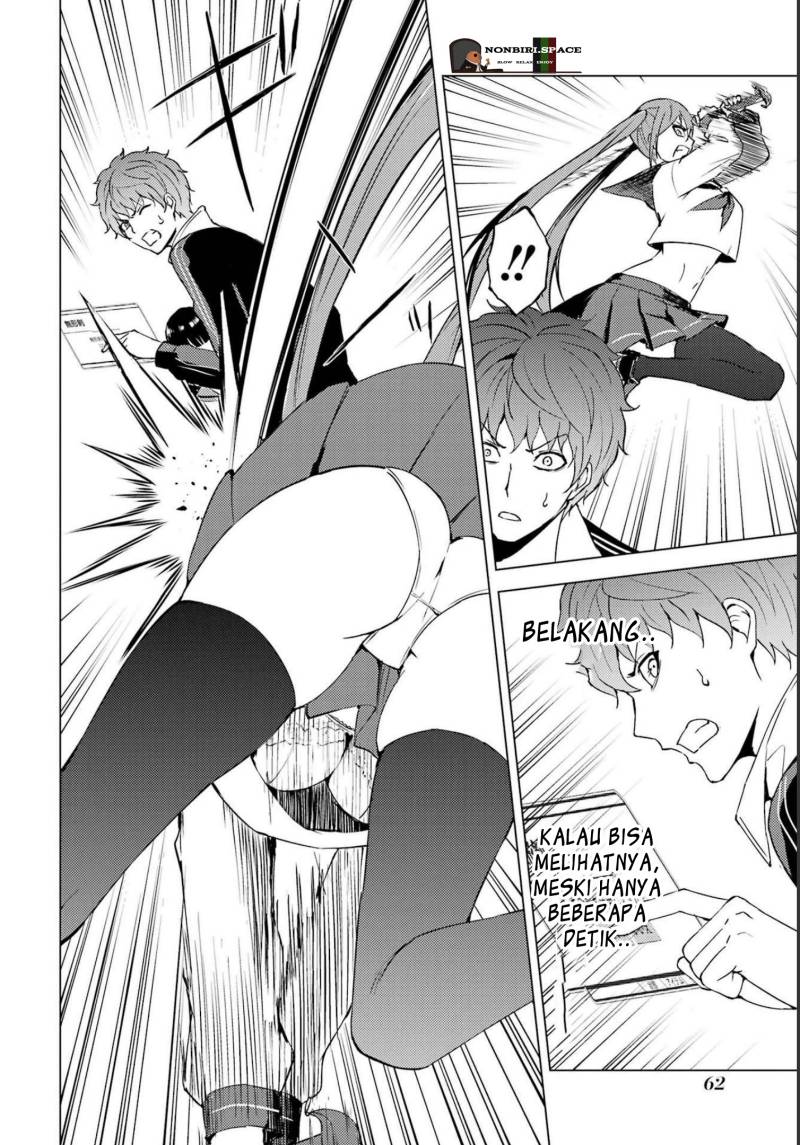 NONBIRI.SPACE
SLOW RELAX ENJOY
!!
BELAKANG..
KALAU BISA
MELIHATNYA,
MESKI HANYA
BEBERAPA
DETIK..
62